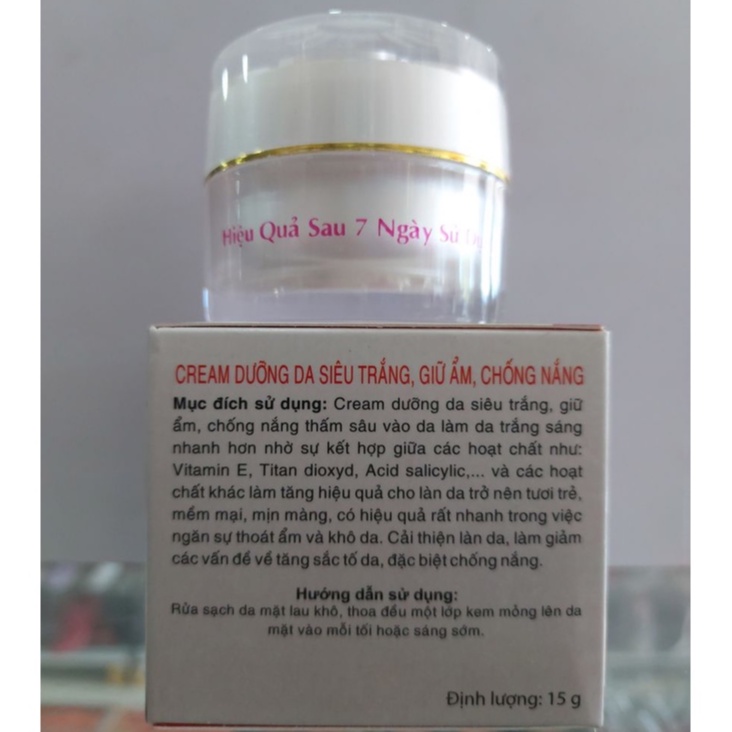 Hiệu Quả Sau 7 Ngày Sử
CREAM DƯỠNG DA SIÊU TRẮNG, GIỮ ẨM, CHỐNG NẮNG
Mục đích sử dụng: Cream dưỡng da siêu trắng, giữ
ẩm, chống nắng thấm sâu vào da làm da trắng sáng
nhanh hơn nhờ sự kết hợp giữa các hoạt chất như:
Vitamin E, Titan dioxyd, Acid salicylic,... và các hoạt
chất khác làm tăng hiệu quả cho làn da trở nên tươi trẻ,
mềm mại, mịn màng, có hiệu quả rất nhanh trong việc
ngăn sự thoát ẩm và khô da. Cải thiện làn da, làm giảm
các vấn đề về tăng sắc tố da, đặc biệt chống nắng.
Hướng dẫn sử dụng:
Rửa sạch da mặt lau khô, thoa đều một lớp kem mỏng lên da
mặt vào mỗi tối hoặc sáng sớm.
Định lượng: 15 g